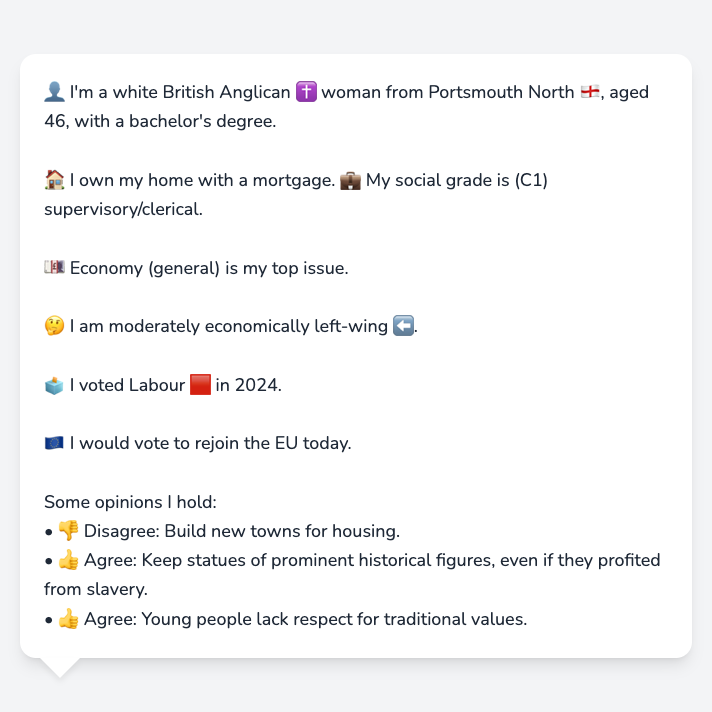 👤 I'm a white British Anglican ✝️ woman from Portsmouth North 🏴󠁧󠁢󠁥󠁮󠁧󠁿, aged
46, with a bachelor's degree.
🏠 I own my home with a mortgage. 💼 My social grade is (C1)
supervisory/clerical.
💷 Economy (general) is my top issue.
🤔 I am moderately economically left-wing ⬅️.
🗳️ I voted Labour 🟥 in 2024.
🇪🇺 I would vote to rejoin the EU today.
Some opinions I hold:
• 👎 Disagree: Build new towns for housing.
• 👍 Agree: Keep statues of prominent historical figures, even if they profited
from slavery.
• 👍 Agree: Young people lack respect for traditional values.